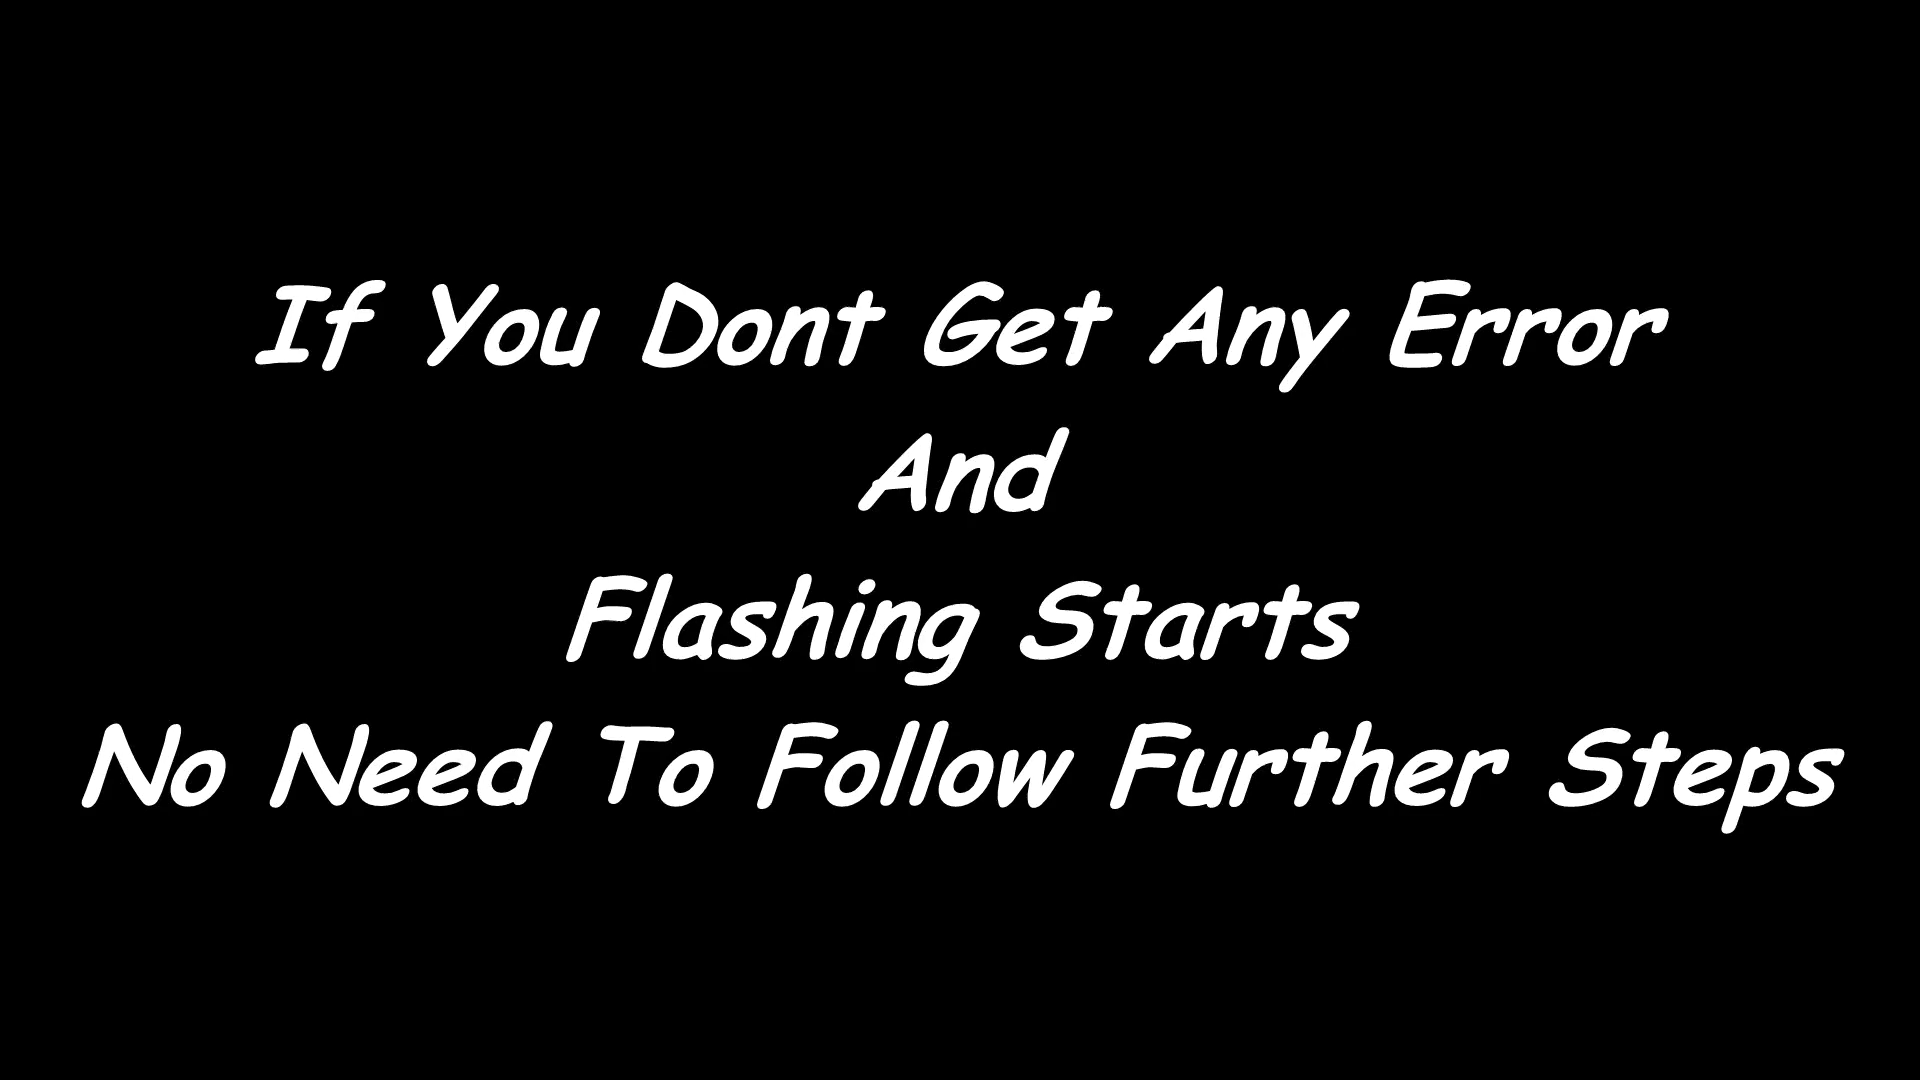 If You Dont Get Any Error
And
Flashing Starts
No Need To Follow Further Steps